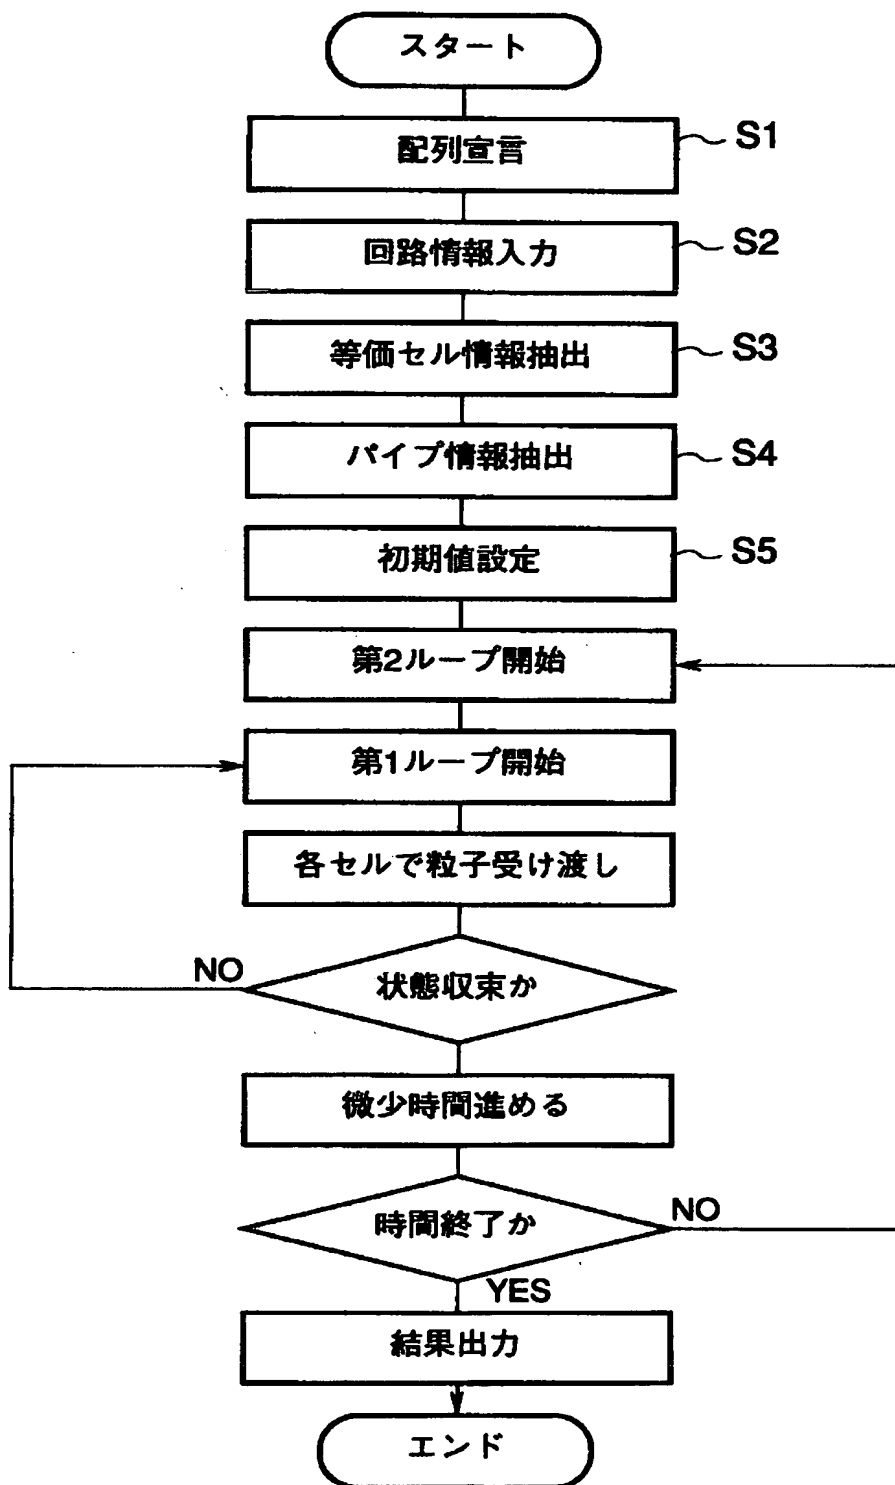 スタート
配列宣言
S1
回路情報入力
S2
等価セル情報抽出
S3
パイプ情報抽出
S4
初期値設定
S5
第2ループ開始
第1ループ開始
各セルで粒子受け渡し
NO
状態収束か
微少時間進める
時間終了か
NO
YES
結果出力
エンド